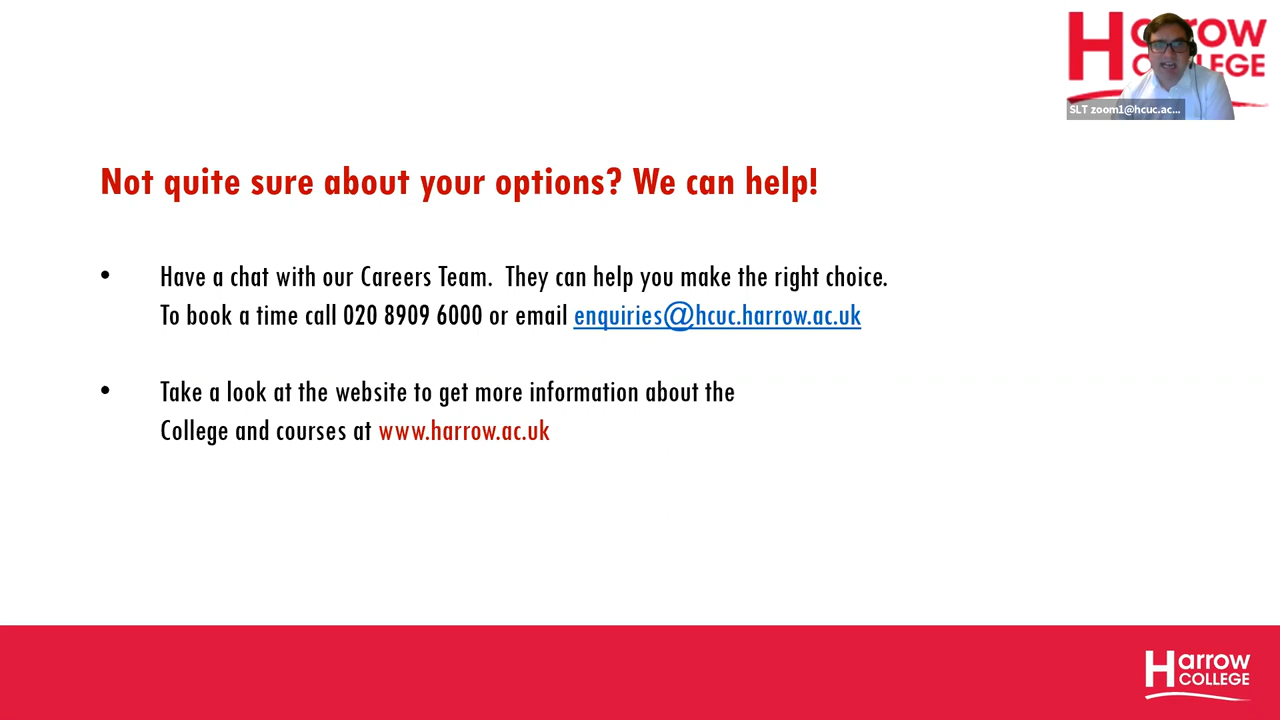 Harrow
COLLEGE
SLT zoom1@hcuc.ac...
Not quite sure about your options? We can help!
• Have a chat with our Careers Team. They can help you make the right choice.
To book a time call 020 8909 6000 or email enquiries@hcuc.harrow.ac.uk
• Take a look at the website to get more information about the
College and courses at www.harrow.ac.uk
Harrow
COLLEGE